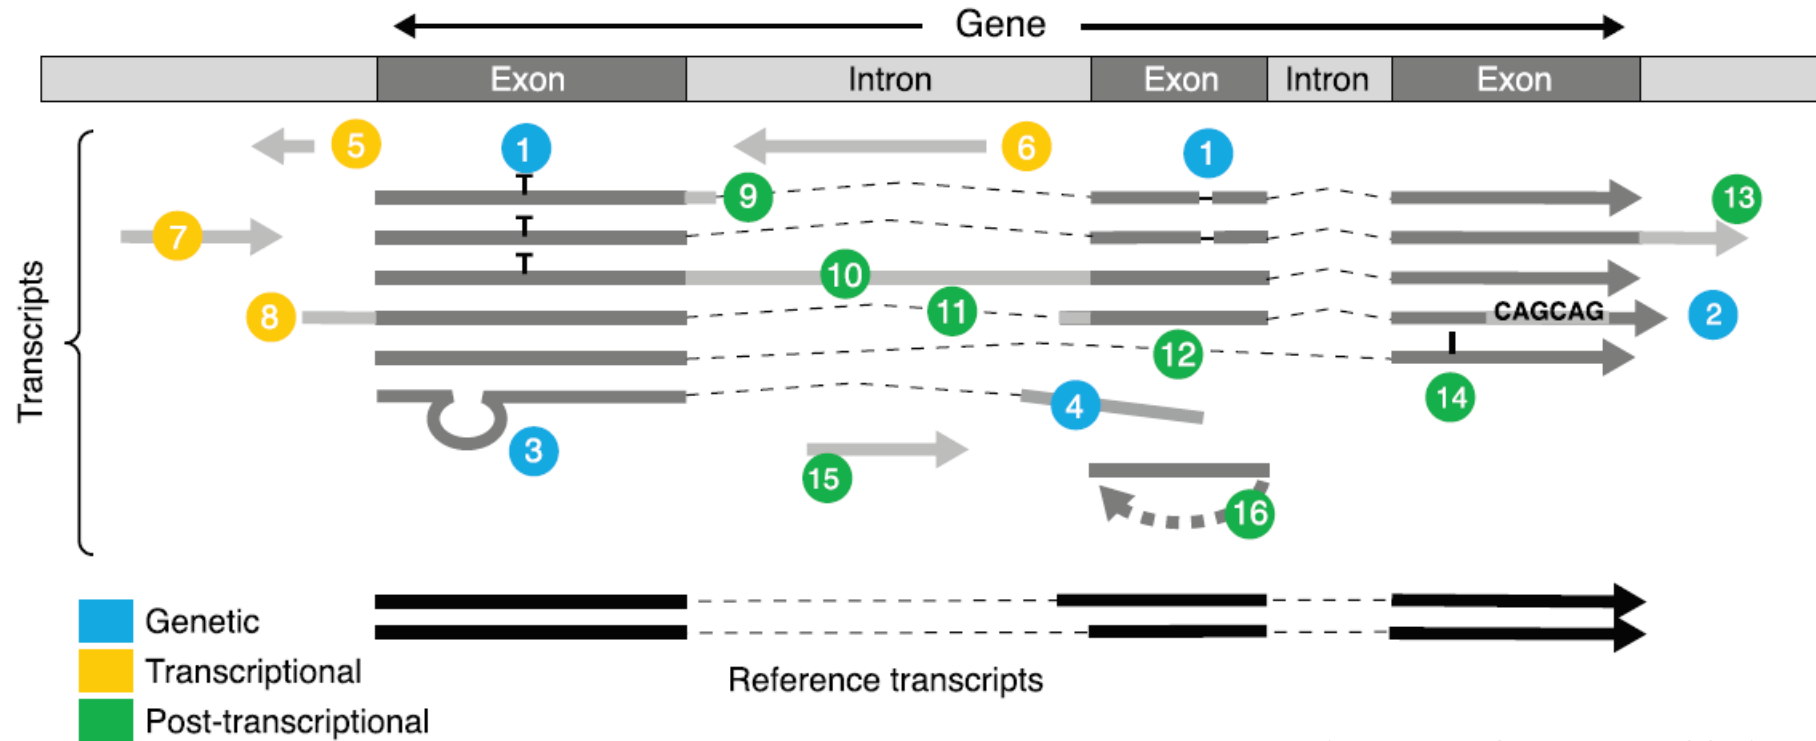 Gene
Exon Intron Exon Intron Exon
5 1 6 1
T 9 13
7 T
T 10
8 11 CAGCAG 2
12
4 14
3
15
16
Transcripts
Genetic
Transcriptional
Post-transcriptional
Reference transcripts